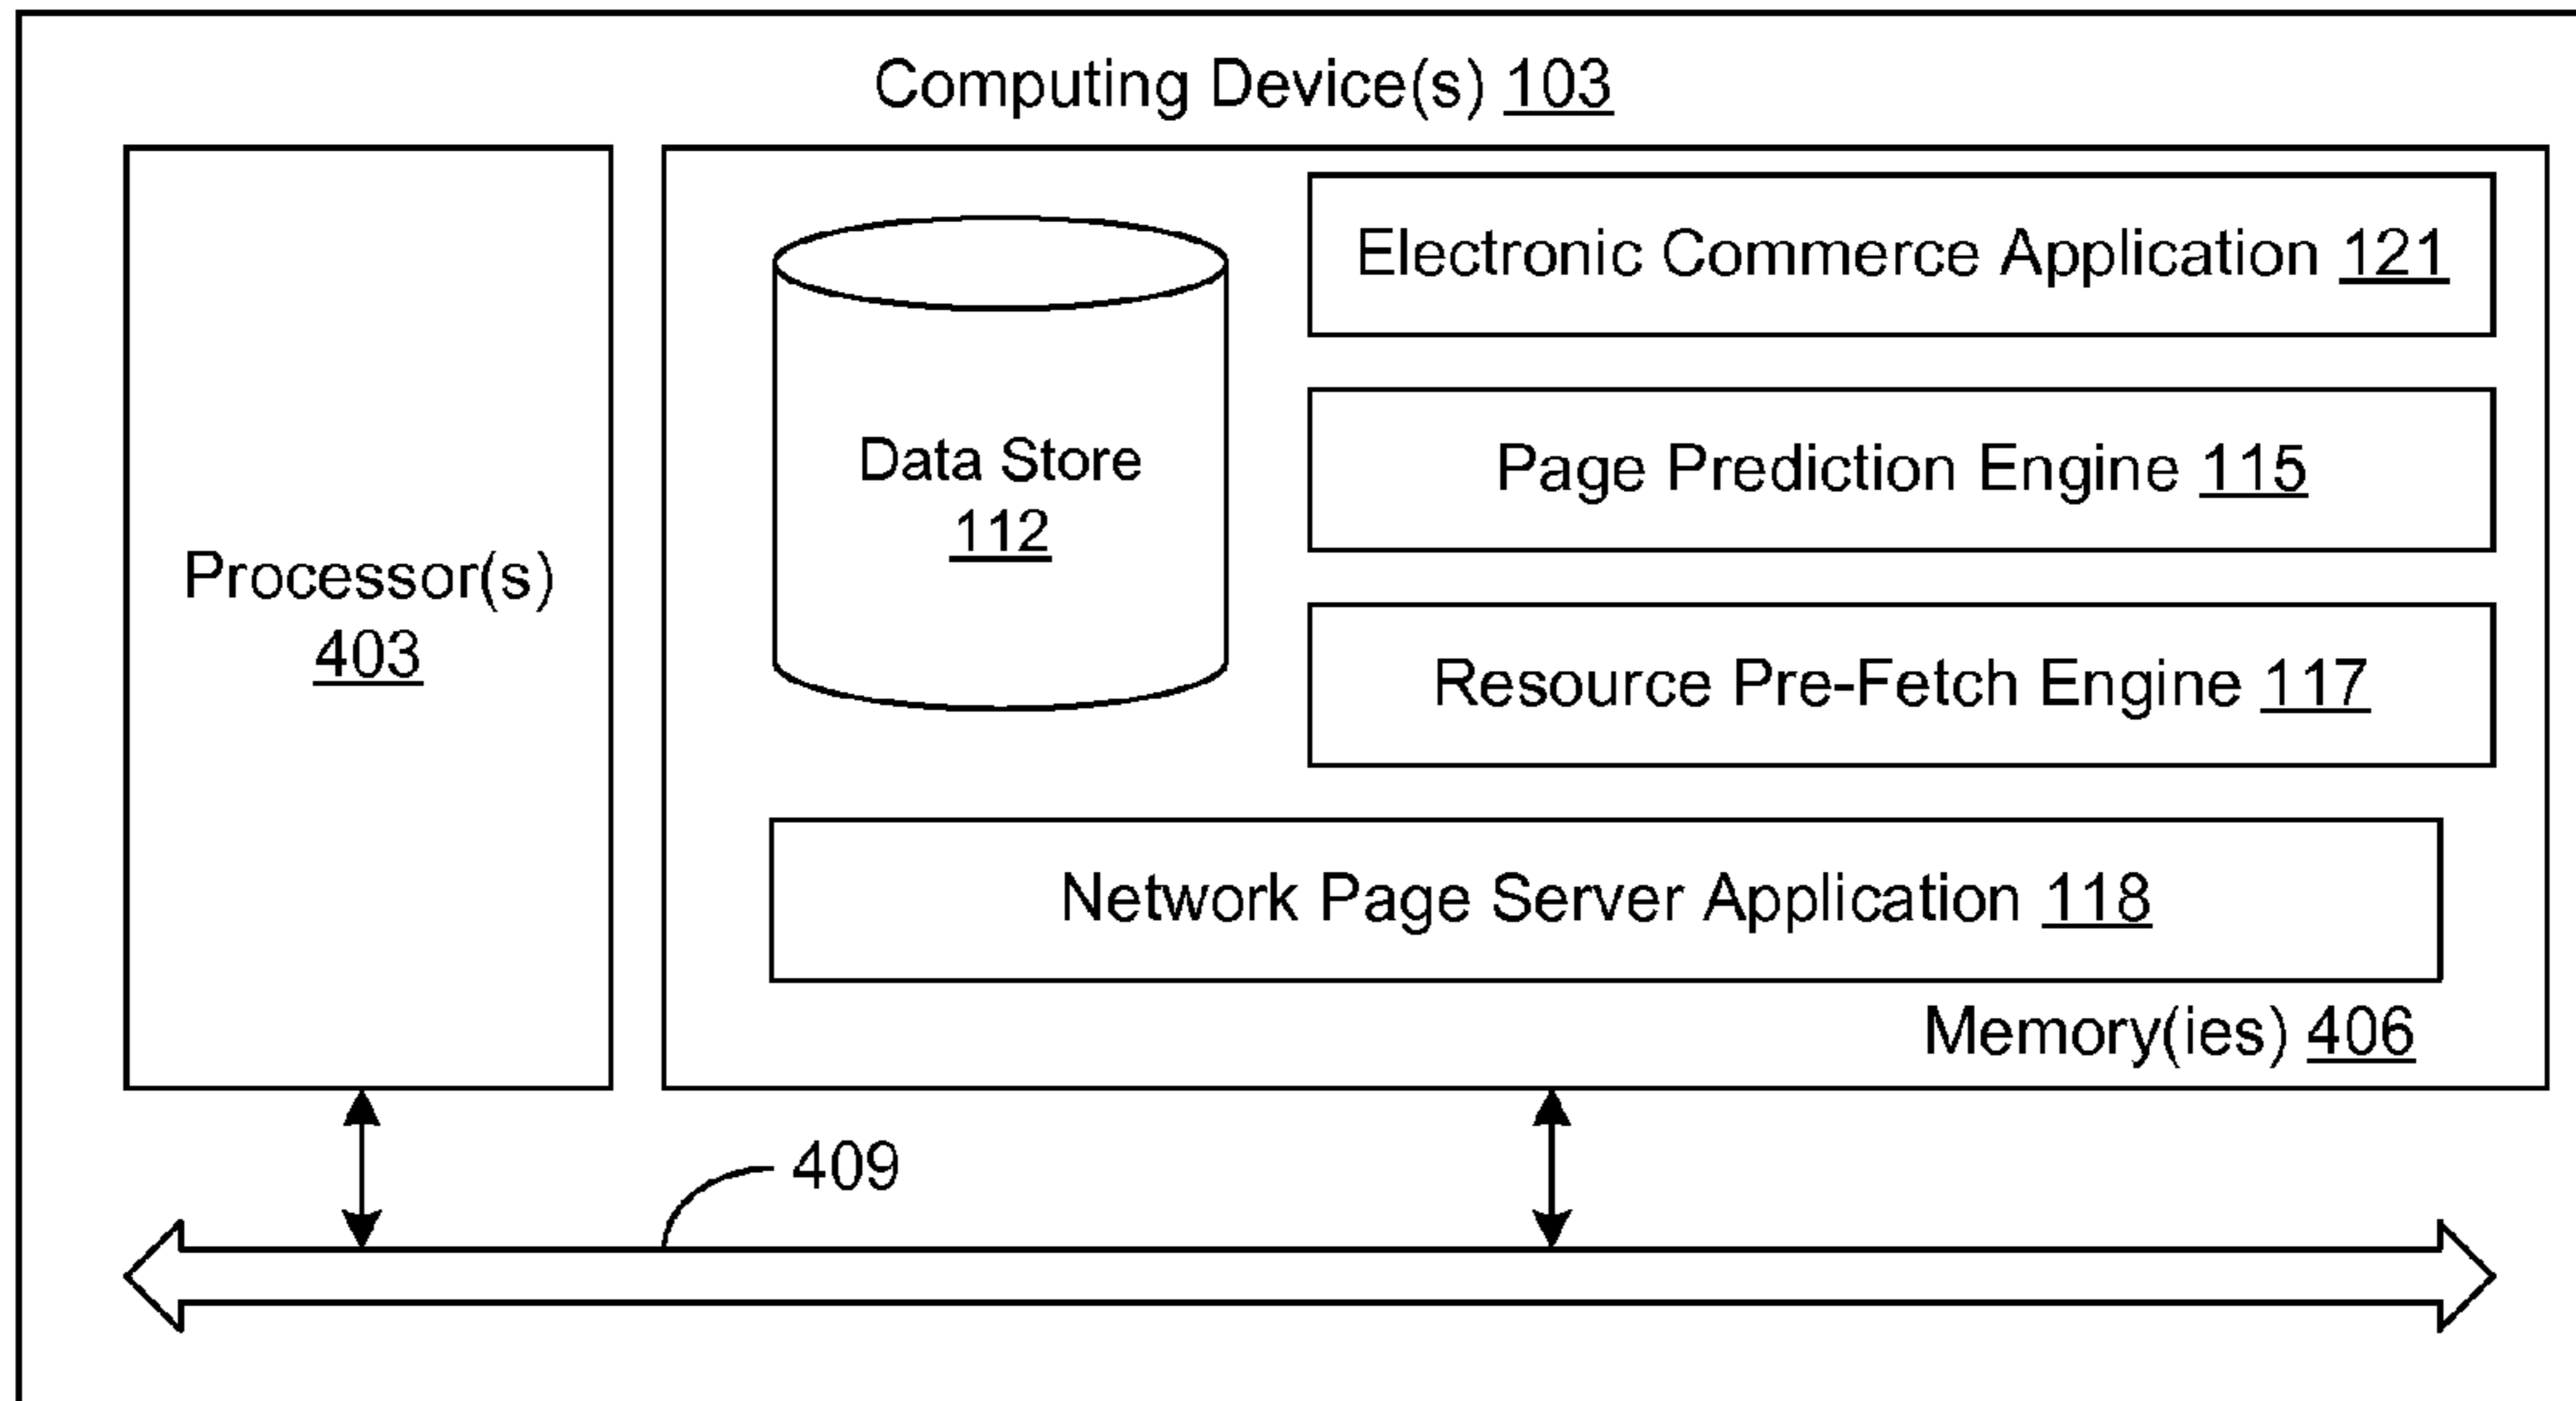 Computing Device(s) 103
Processor(s)
403
Data Store
112
Electronic Commerce Application 121
Page Prediction Engine 115
Resource Pre-Fetch Engine 117
Network Page Server Application 118
Memory(ies) 406
409